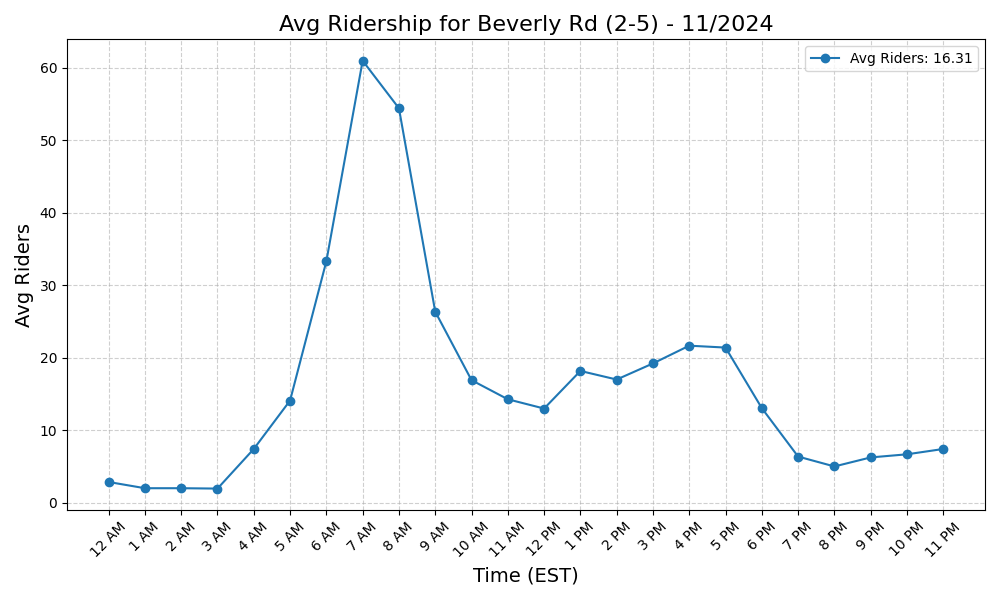 Avg Ridership for Beverly Rd (2-5) - 11/2024
Avg Riders: 16.31
60
50
40
30
20
10
0
Avg Riders
12 AM
1 AM
2 AM
3 AM
4 AM
5 AM
6 AM
7 AM
8 AM
9 AM
10 AM
11 AM
12 PM
1 PM
2 PM
3 PM
4 PM
5 PM
6 PM
7 PM
8 PM
9 PM
10 PM
11 PM
Time (EST)